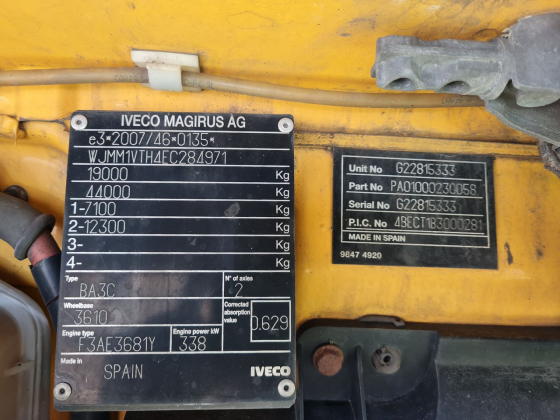 IVECO MAGIRUS AG
e3*2007/46*0135*
WJMM1VTH4EC284971
19000 Kg
44000 Kg
1-7100 Kg
2-12300 Kg
3- Kg
4- Kg
Type BA3C N° of axles 2
Wheelbase 3610 Corrected absorption value 0.629
Engine type F3AE3681Y Engine power kW 338
Made in SPAIN IVECO
Unit No G22815333
Part No PA01000230058
Serial No G22815333
P.I.C. No 4BECT1B3000281
MADE IN SPAIN
9847 4920